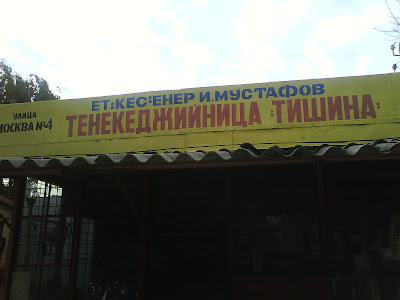 УЛИЦА
МОСКВА №4
ЕТ:КЕС:ЕНЕР И.МУСТАФОВ
ТЕНЕКЕДЖИЙНИЦА :ТИШИНА: